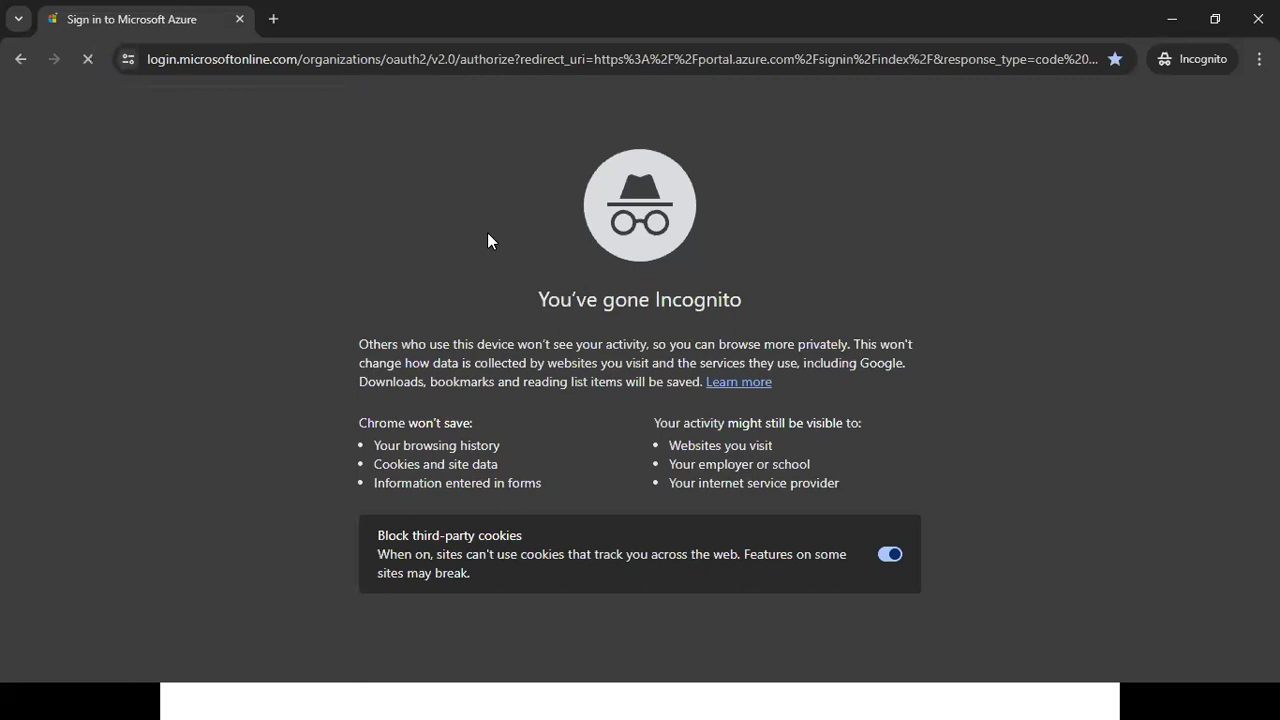 Sign in to Microsoft Azure
login.microsoftonline.com/organizations/oauth2/v2.0/authorize?redirect_uri=https%3A%2F%2Fportal.azure.com%2Fsignin%2Findex%2F&response_type=code%20...
Incognito
You've gone Incognito
Others who use this device won't see your activity, so you can browse more privately. This won't
change how data is collected by websites you visit and the services they use, including Google.
Downloads, bookmarks and reading list items will be saved. Learn more
Chrome won't save:
• Your browsing history
• Cookies and site data
• Information entered in forms
Your activity might still be visible to:
• Websites you visit
• Your employer or school
• Your internet service provider
Block third-party cookies
When on, sites can't use cookies that track you across the web. Features on some
sites may break.